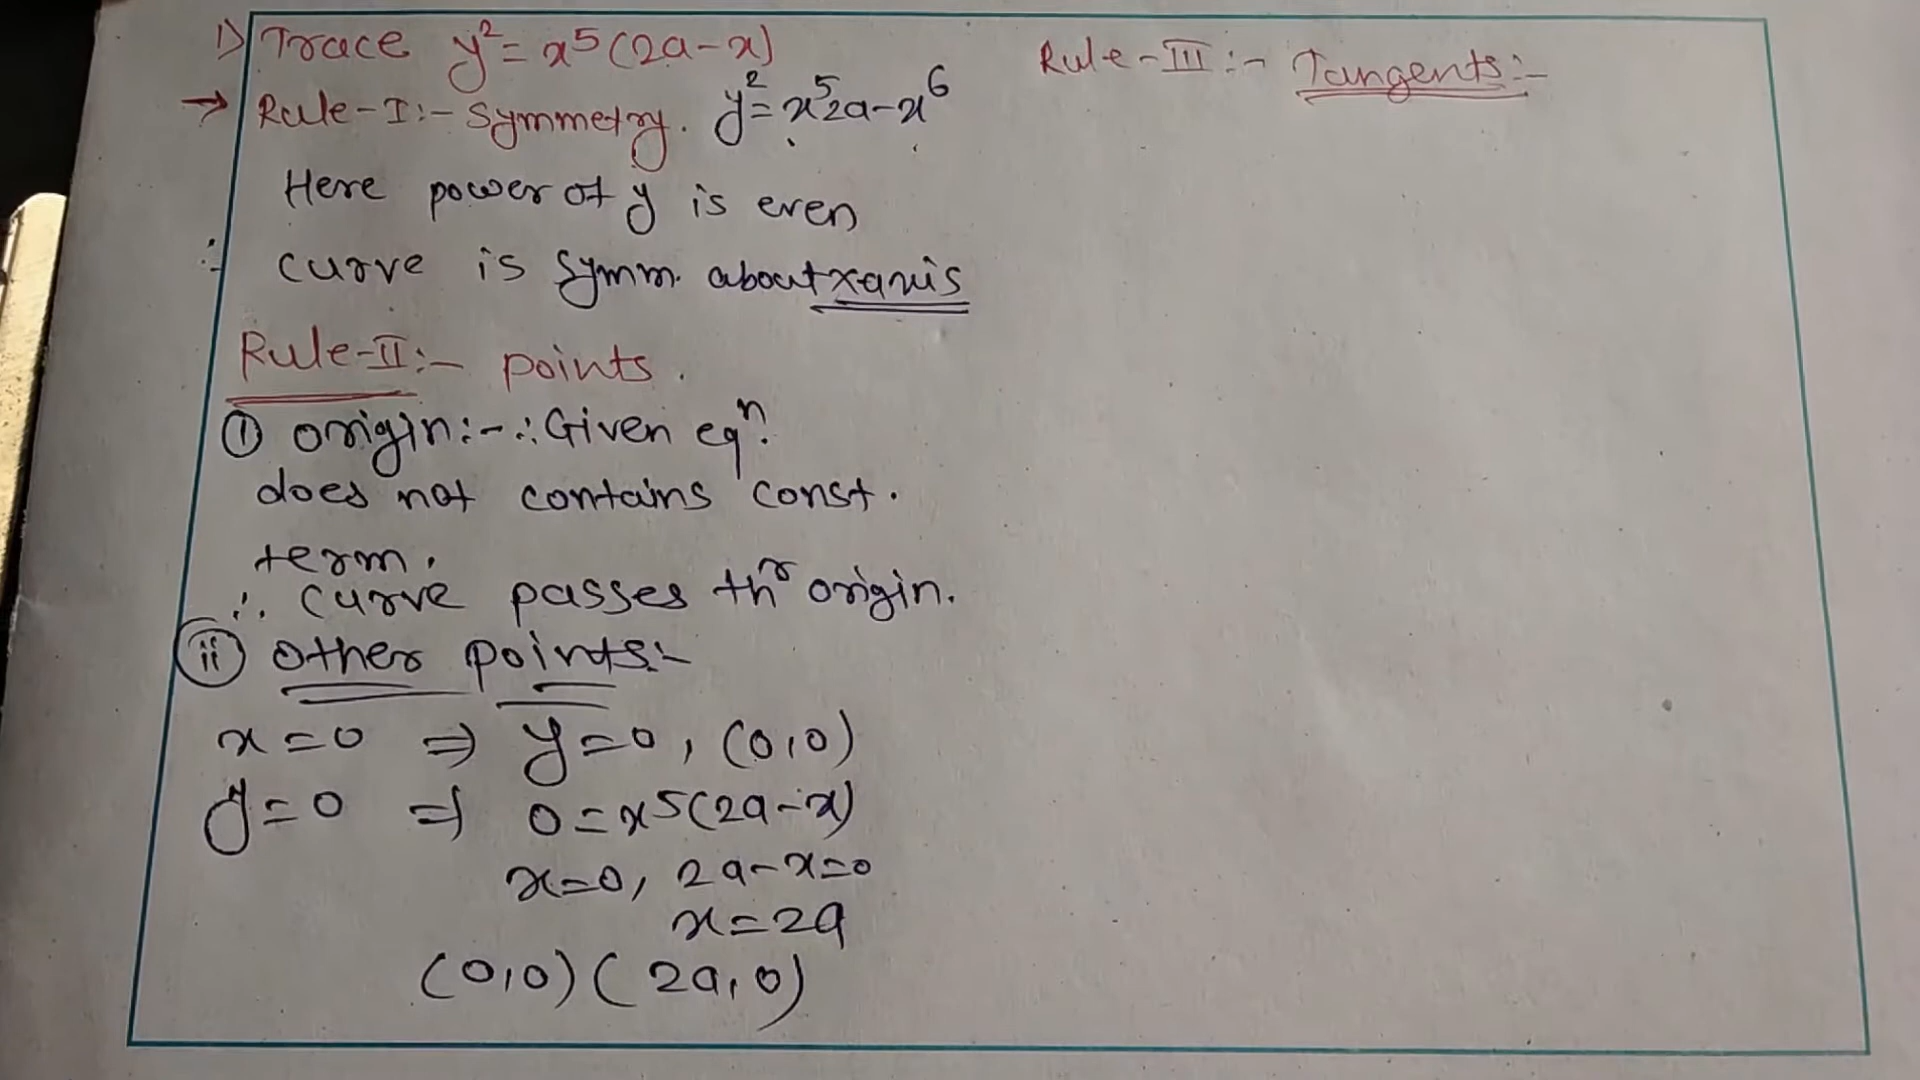 1) Trace y² = x⁵(2a-x)
→ Rule-I:- Symmetry. y² = x⁵2a-x⁶
Here power of y is even
∴ curve is symm. about x axis
Rule-II:- points.
① origin:- ∴ Given eqⁿ.
does not contains const.
term.
∴ curve passes thʳ origin.
ⓘⓘ other points:-
x=0 ⇒ y=0, (0,0)
y=0 ⇒ 0=x⁵(2a-x)
x=0, 2a-x=0
x=2a
(0,0) (2a,0)
Rule-III:- Tangents:-